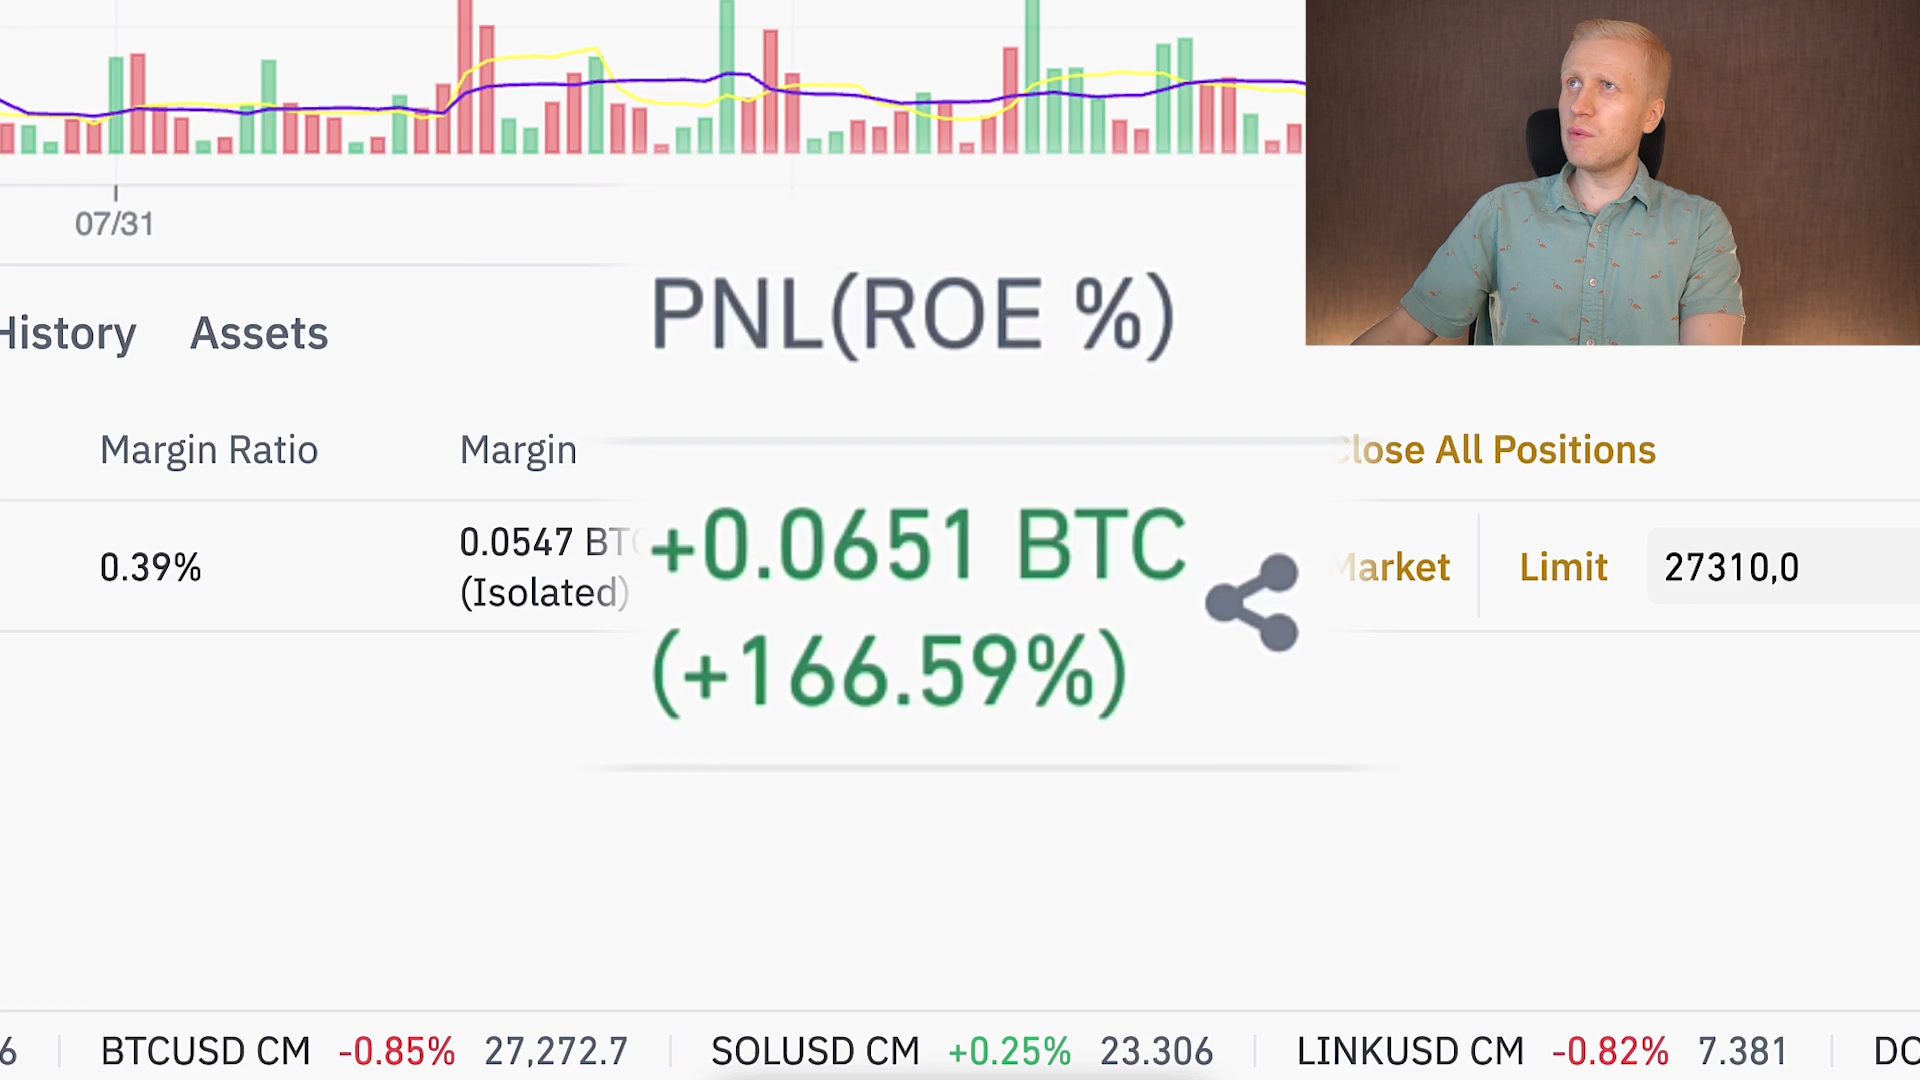 07/31
History Assets
PNL(ROE %)
Margin Ratio Margin Close All Positions
0.39% 0.0547 BTC (Isolated) +0.0651 BTC (+166.59%) Market Limit 27310,0
6 BTCUSD CM -0.85% 27,272.7 SOLUSD CM +0.25% 23.306 LINKUSD CM -0.82% 7.381